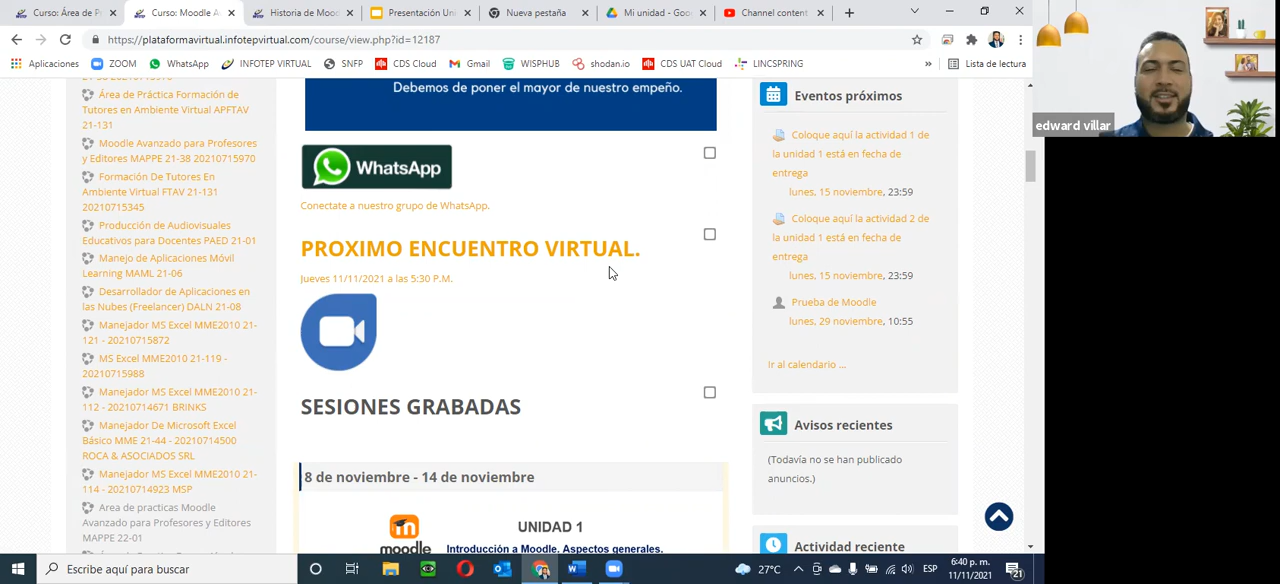 Curso: Área de P
Curso: Moodle A
Historia de Mood
Presentación Uni
Nueva pestaña
Mi unidad - Goo
Channel content
https://plataformavirtual.infotepvirtual.com/course/view.php?id=12187
Aplicaciones
ZOOM
WhatsApp
INFOTEP VIRTUAL
SNFP
CDS Cloud
Gmail
WISPHUB
shodan.io
CDS UAT Cloud
LINCSPRING
»
Lista de lectura
edward villar
Área de Práctica Formación de
Tutores en Ambiente Virtual APFTAV
21-131
Moodle Avanzado para Profesores
y Editores MAPPE 21-38 20210715970
Formación De Tutores En
Ambiente Virtual FTAV 21-131
20210715345
Producción de Audiovisuales
Educativos para Docentes PAED 21-01
Manejo de Aplicaciones Móvil
Learning MAML 21-06
Desarrollador de Aplicaciones en
las Nubes (Freelancer) DALN 21-08
Manejador MS Excel MME2010 21-
121 - 20210715872
MS Excel MME2010 21-119 -
20210715988
Manejador MS Excel MME2010 21-
112 - 20210714671 BRINKS
Manejador De Microsoft Excel
Básico MME 21-44 - 20210714500
ROCA & ASOCIADOS SRL
Manejador MS Excel MME2010 21-
114 - 20210714923 MSP
Area de practicas Moodle
Avanzado para Profesores y Editores
MAPPE 22-01
Debemos de poner el mayor de nuestro empeño.
WhatsApp
Conectate a nuestro grupo de WhatsApp.
PROXIMO ENCUENTRO VIRTUAL.
Jueves 11/11/2021 a las 5:30 P.M.
SESIONES GRABADAS
8 de noviembre - 14 de noviembre
UNIDAD 1
moodle
Introducción a Moodle. Aspectos generales.
Eventos próximos
Coloque aquí la actividad 1 de
la unidad 1 está en fecha de
entrega
lunes, 15 noviembre, 23:59
Coloque aquí la actividad 2 de
la unidad 1 está en fecha de
entrega
lunes, 15 noviembre, 23:59
Prueba de Moodle
lunes, 29 noviembre, 10:55
Ir al calendario ...
Avisos recientes
(Todavía no se han publicado
anuncios.)
Actividad reciente
Escribe aquí para buscar
27°C
ESP
6:40 p. m.
11/11/2021
21